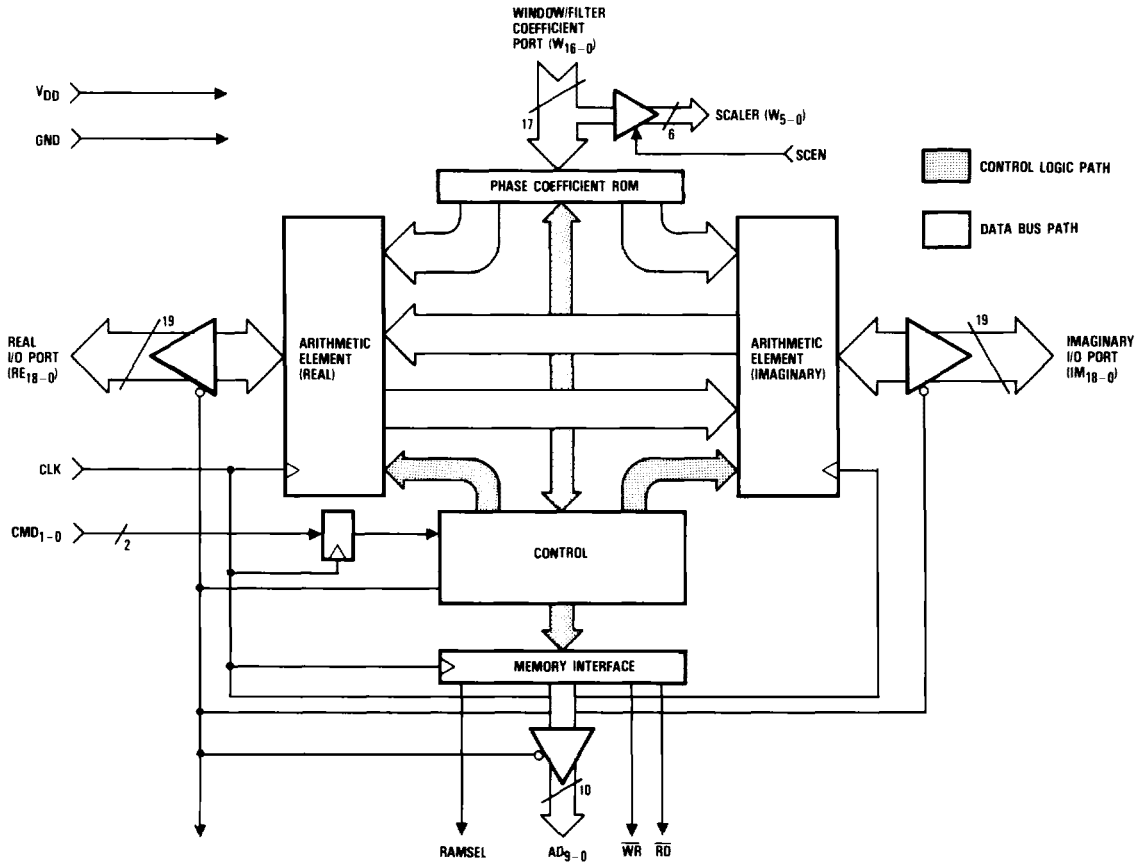 WINDOW/FILTER
COEFFICIENT
PORT (W16–0)
VDD
GND
17
6
SCALER (W5–0)
SCEN
CONTROL LOGIC PATH
DATA BUS PATH
PHASE COEFFICIENT ROM
REAL
I/O PORT
(RE18–0)
19
ARITHMETIC
ELEMENT
(REAL)
ARITHMETIC
ELEMENT
(IMAGINARY)
19
IMAGINARY
I/O PORT
(IM18–0)
CLK
CMD1–0
2
CONTROL
MEMORY INTERFACE
10
RAMSEL
AD9–0
W̅R̅
R̅D̅